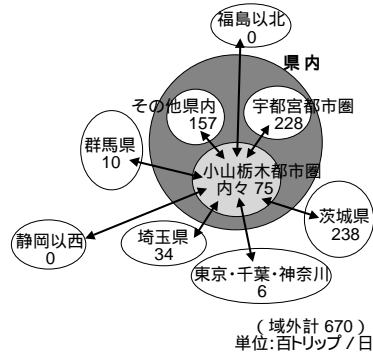 福島以北
0
県内
その他県内
157
宇都宮都市圏
228
群馬県
10
小山栃木都市圏
内々 75
茨城県
238
静岡以西
0
埼玉県
34
東京・千葉・神奈川
6
（域外計 670）
単位:百トリップ/日